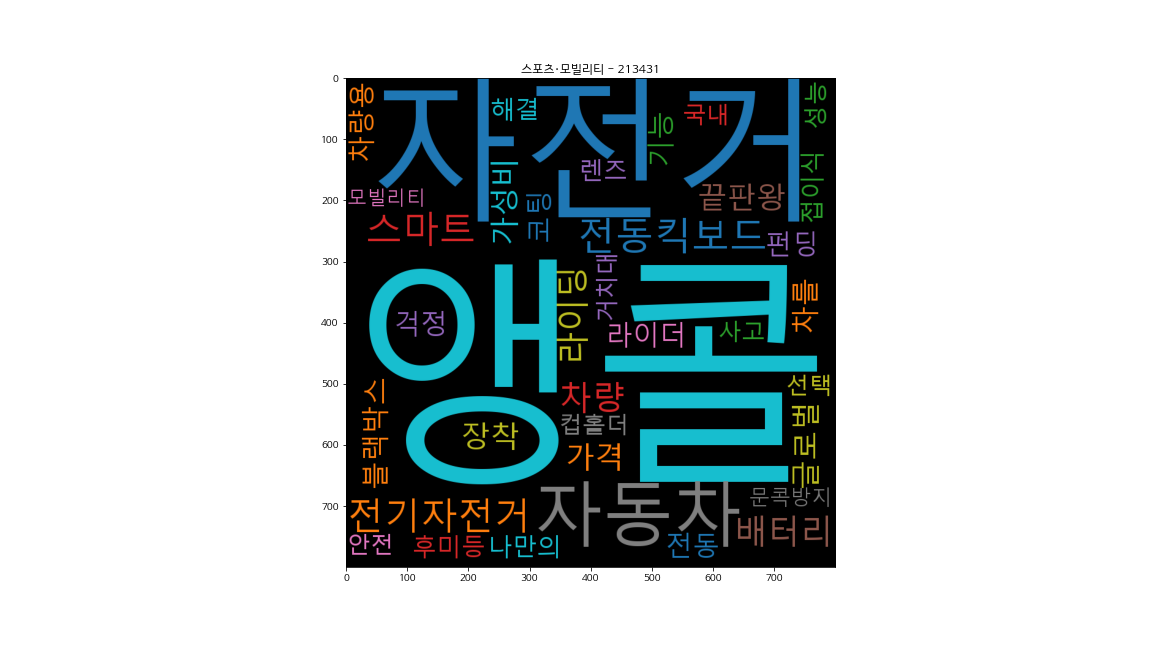 스포츠·모빌리티 - 213431
자전거
차량용
해결
국내
성능
기능
렌즈
모빌리티
가성비
코팅
끝판왕
접이식
스마트
전동킥보드
펀딩
앵콜
걱정
라이팅
거치대
라이더
사고
차를
블랙박스
차량
선택
장착
컵홀더
글로벌
가격
전기자전거
자동차
문콕방지
배터리
안전
후미등
나만의
전동
0
100
200
300
400
500
600
700
0 100 200 300 400 500 600 700